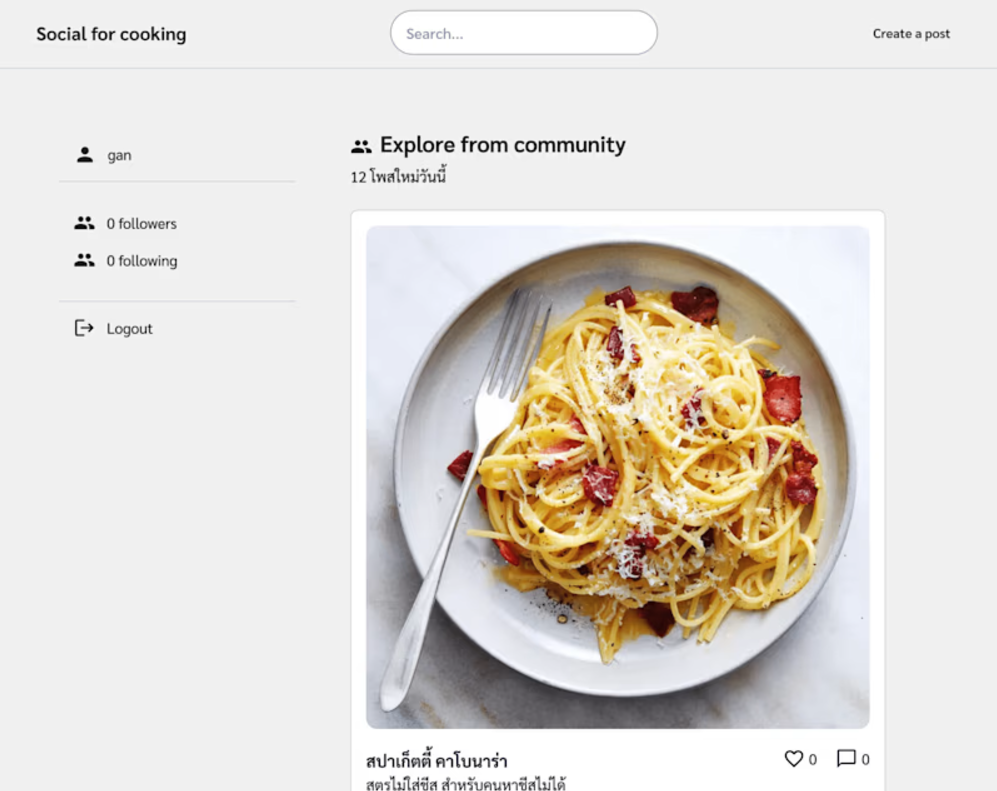 Social for cooking
Search...
Create a post
gan
0 followers
0 following
Logout
Explore from community
12 โพสใหม่วันนี้
สปาเก็ตตี้ คาโบนาร่า
0
0
สูตรไม่ใส่ชีส สำหรับคนหาชีสไม่ได้